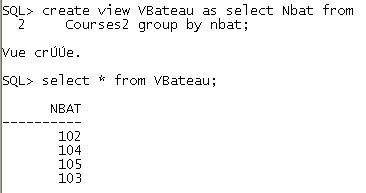 SQL> create view VBateau as select Nbat from
2 Courses2 group by nbat;
Vue crÚÚe.
SQL> select * from VBateau;
NBAT
----------
102
104
105
103